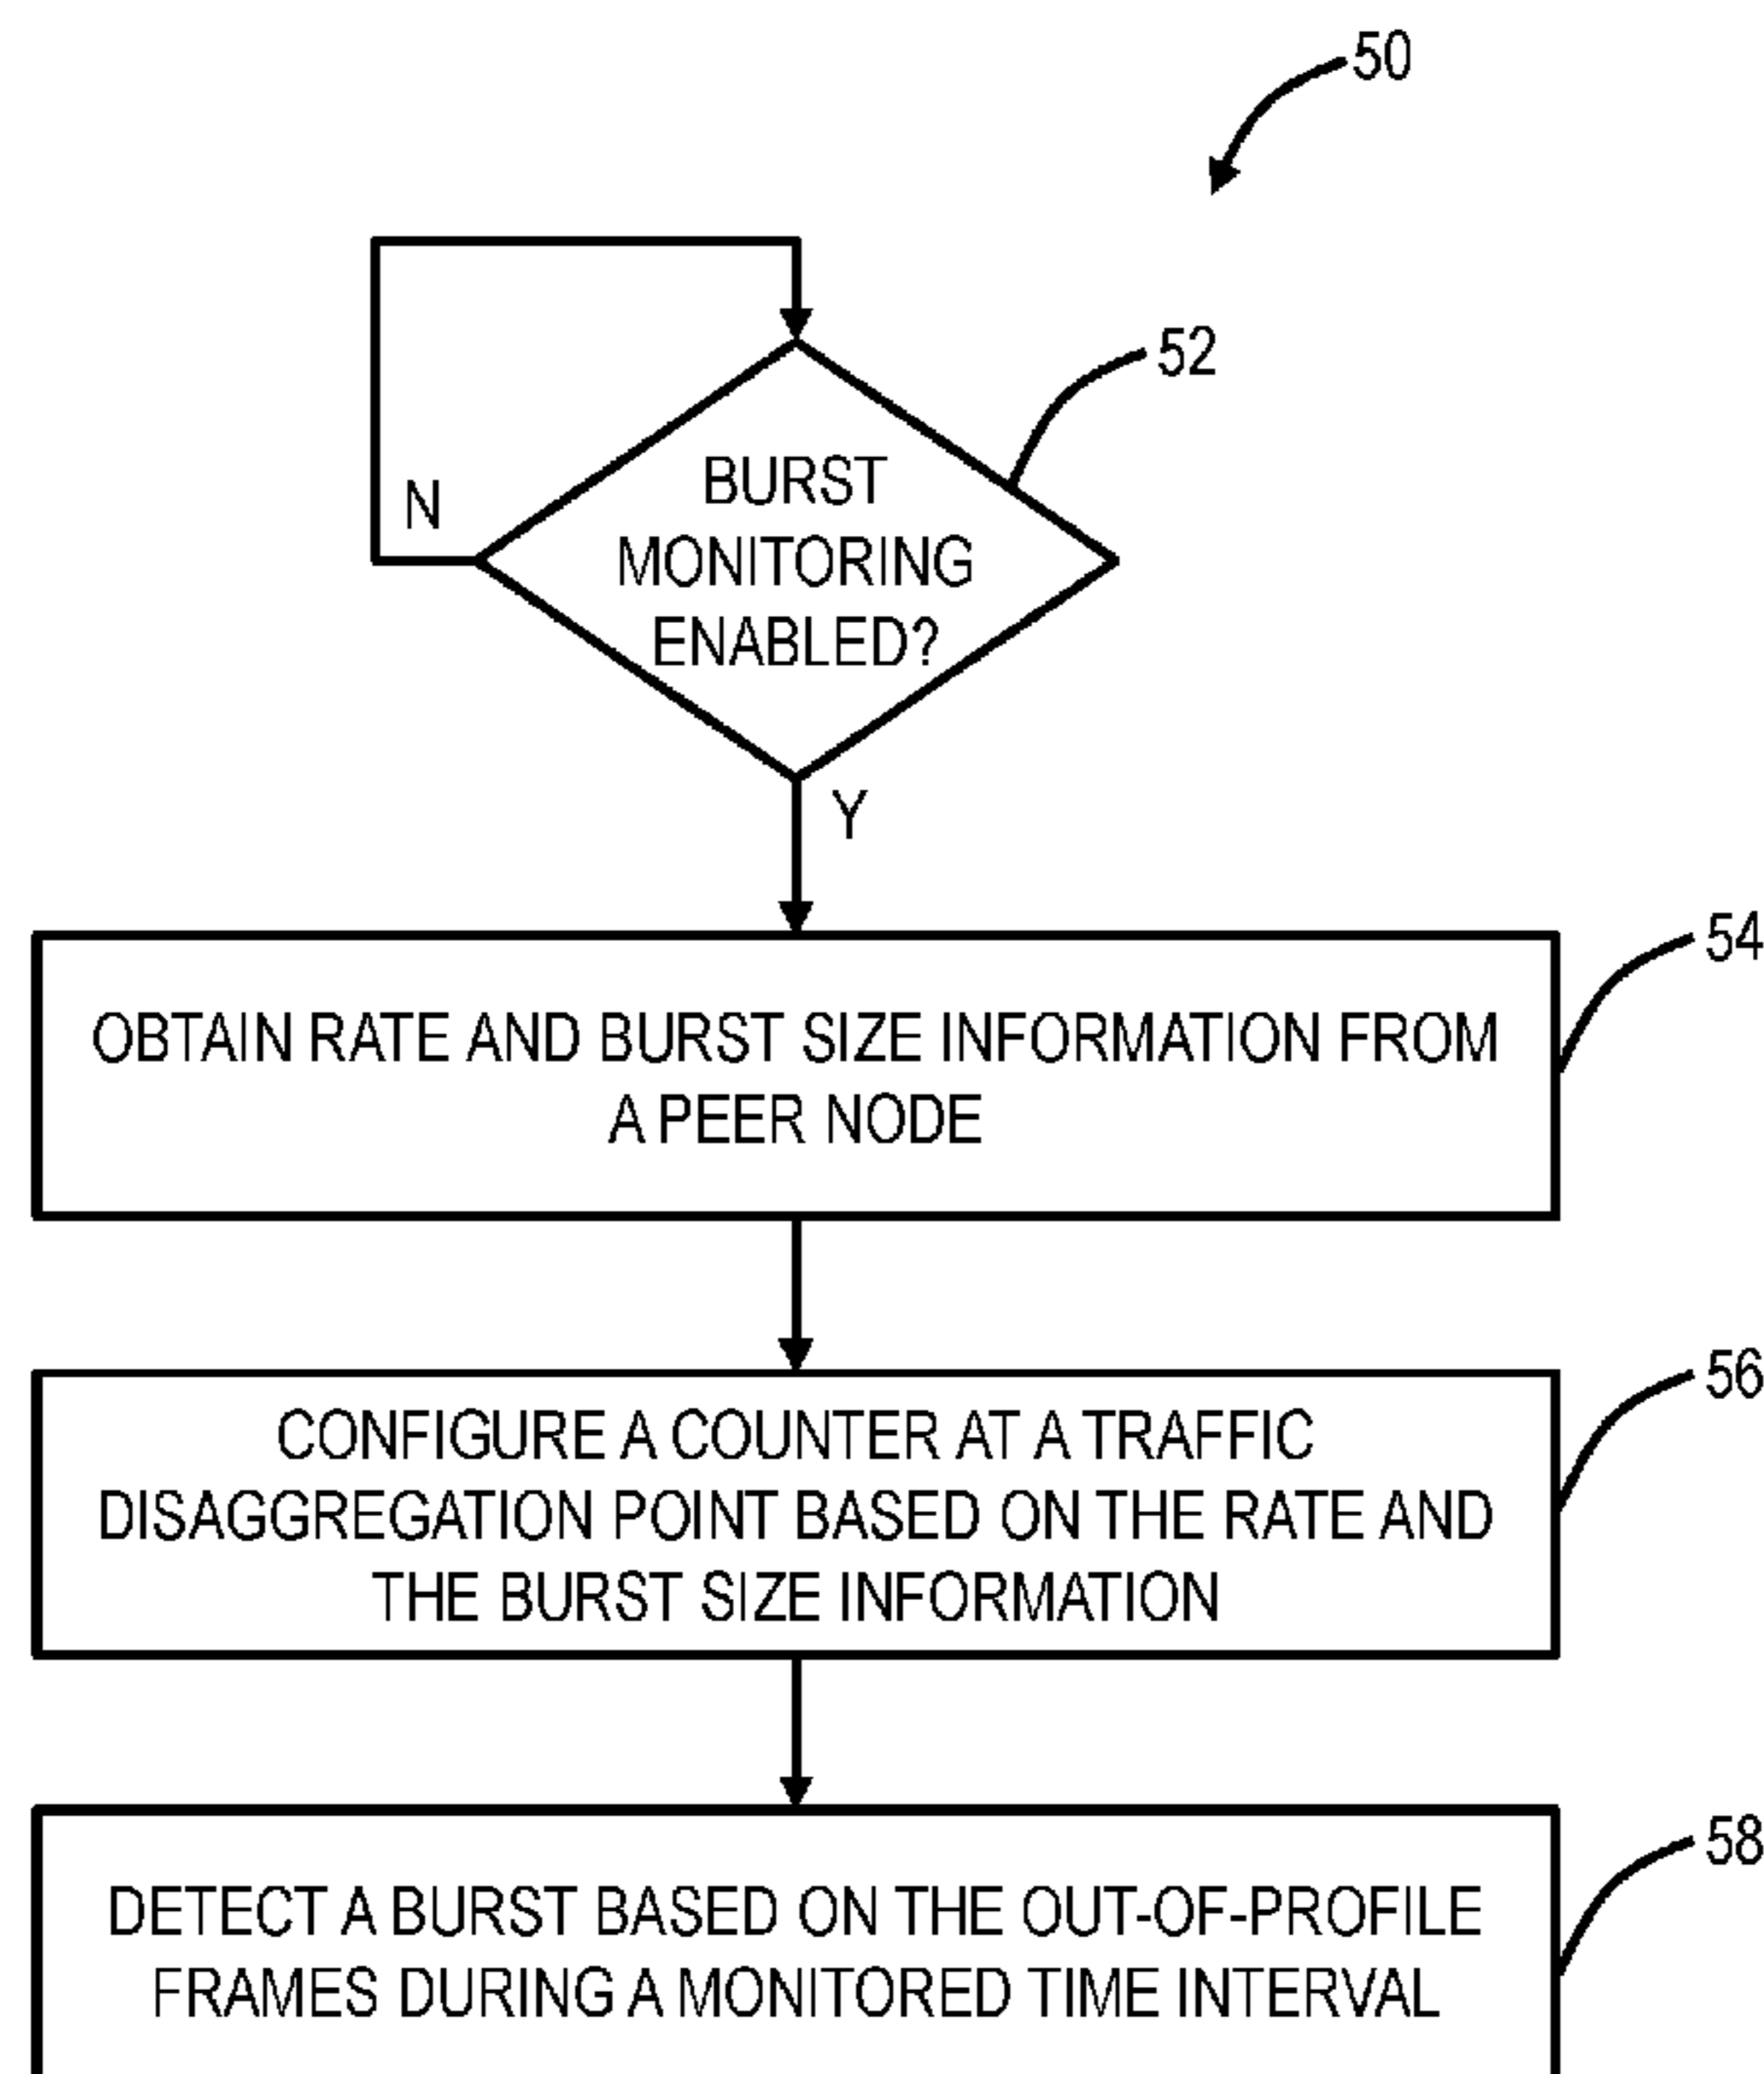 50
52
BURST
MONITORING
ENABLED?
N
Y
54
OBTAIN RATE AND BURST SIZE INFORMATION FROM
A PEER NODE
56
CONFIGURE A COUNTER AT A TRAFFIC
DISAGGREGATION POINT BASED ON THE RATE AND
THE BURST SIZE INFORMATION
58
DETECT A BURST BASED ON THE OUT-OF-PROFILE
FRAMES DURING A MONITORED TIME INTERVAL